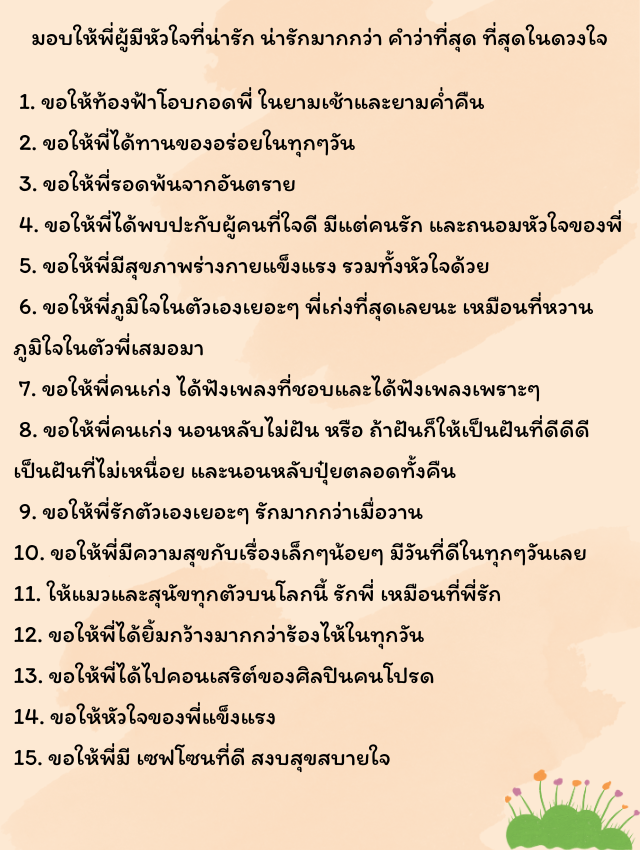 มอบให้พี่ผู้มีหัวใจที่น่ารัก น่ารักมากกว่า คำว่าที่สุด ที่สุดในดวงใจ
1. ขอให้ท้องฟ้าโอบกอดพี่ ในยามเช้าและยามค่ำคืน
2. ขอให้พี่ได้ทานของอร่อยในทุกๆวัน
3. ขอให้พี่รอดพ้นจากอันตราย
4. ขอให้พี่ได้พบปะกับผู้คนที่ใจดี มีแต่คนรัก และถนอมหัวใจของพี่
5. ขอให้พี่มีสุขภาพร่างกายแข็งแรง รวมทั้งหัวใจด้วย
6. ขอให้พี่ภูมิใจในตัวเองเยอะๆ พี่เก่งที่สุดเลยนะ เหมือนที่หวาน
ภูมิใจในตัวพี่เสมอมา
7. ขอให้พี่คนเก่ง ได้ฟังเพลงที่ชอบและได้ฟังเพลงเพราะๆ
8. ขอให้พี่คนเก่ง นอนหลับไม่ฝัน หรือ ถ้าฝันก็ให้เป็นฝันที่ดีดีดี
เป็นฝันที่ไม่เหนื่อย และนอนหลับปุ๋ยตลอดทั้งคืน
9. ขอให้พี่รักตัวเองเยอะๆ รักมากกว่าเมื่อวาน
10. ขอให้พี่มีความสุขกับเรื่องเล็กๆน้อยๆ มีวันที่ดีในทุกๆวันเลย
11. ให้แมวและสุนัขทุกตัวบนโลกนี้ รักพี่ เหมือนที่พี่รัก
12. ขอให้พี่ได้ยิ้มกว้างมากกว่าร้องไห้ในทุกวัน
13. ขอให้พี่ได้ไปคอนเสริต์ของศิลปินคนโปรด
14. ขอให้หัวใจของพี่แข็งแรง
15. ขอให้พี่มี เซฟโซนที่ดี สงบสุขสบายใจ